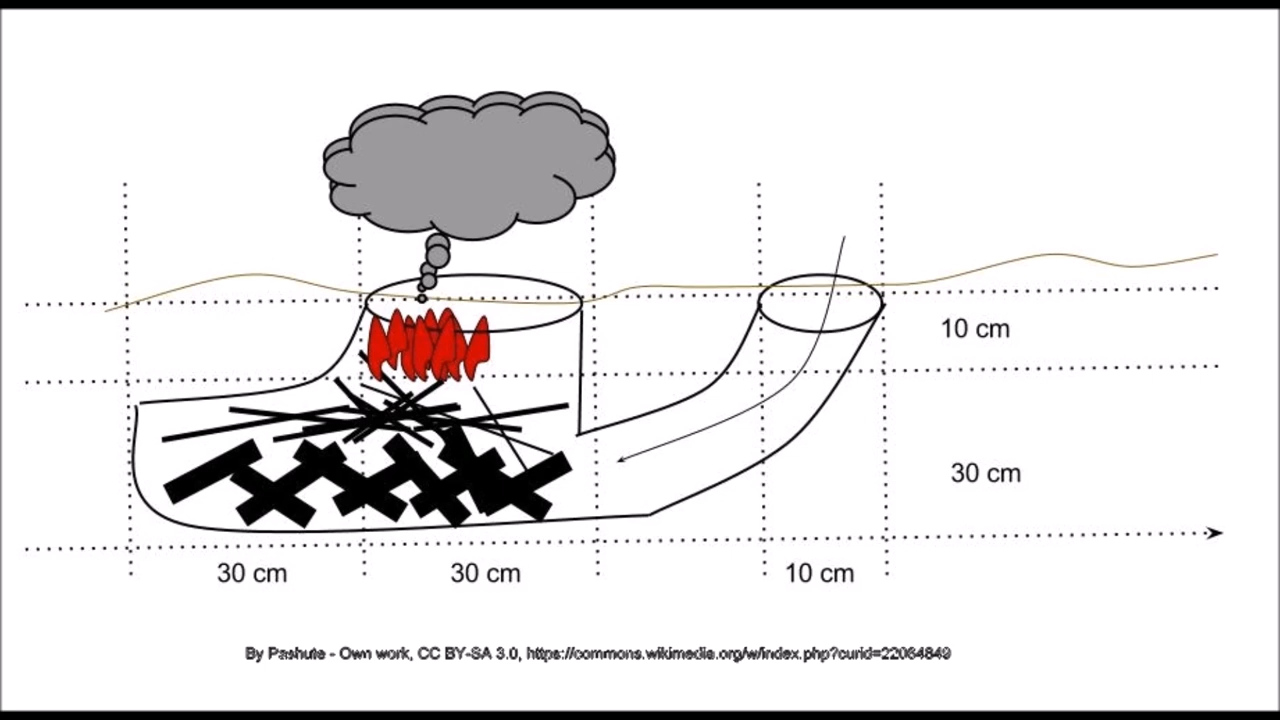 10 cm
30 cm
30 cm 30 cm 10 cm
By Pashute - Own work, CC BY-SA 3.0, https://commons.wikimedia.org/w/index.php?curid=22064849